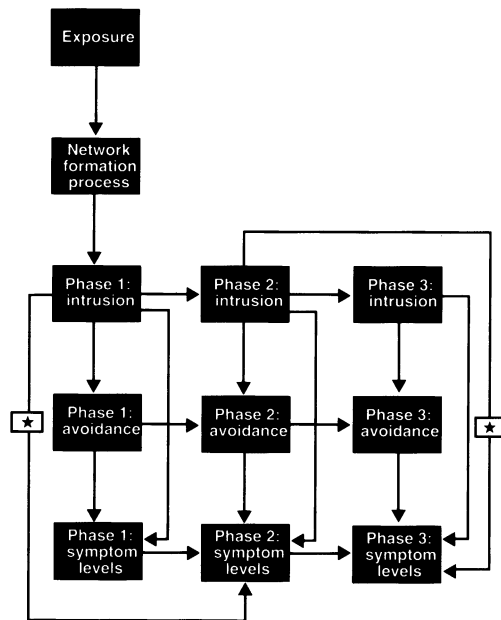 Exposure
Network
formation
process
Phase 1:
intrusion
Phase 2:
intrusion
Phase 3:
intrusion
Phase 1:
avoidance
Phase 2:
avoidance
Phase 3:
avoidance
Phase 1:
symptom
levels
Phase 2:
symptom
levels
Phase 3:
symptom
levels